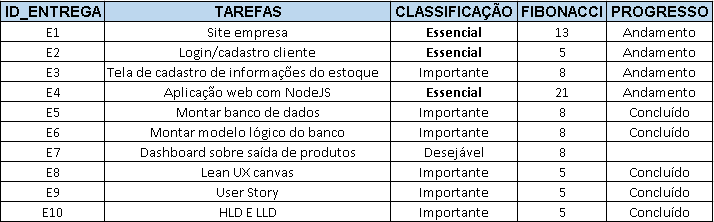 ID_ENTREGA TAREFAS CLASSIFICAÇÃO FIBONACCI PROGRESSO
E1 Site empresa Essencial 13 Andamento
E2 Login/cadastro cliente Essencial 5 Andamento
E3 Tela de cadastro de informações do estoque Importante 8 Andamento
E4 Aplicação web com NodeJS Essencial 21 Andamento
E5 Montar banco de dados Importante 8 Concluído
E6 Montar modelo lógico do banco Importante 8 Concluído
E7 Dashboard sobre saída de produtos Desejável 8
E8 Lean UX canvas Importante 5 Concluído
E9 User Story Importante 5 Concluído
E10 HLD E LLD Importante 5 Concluído